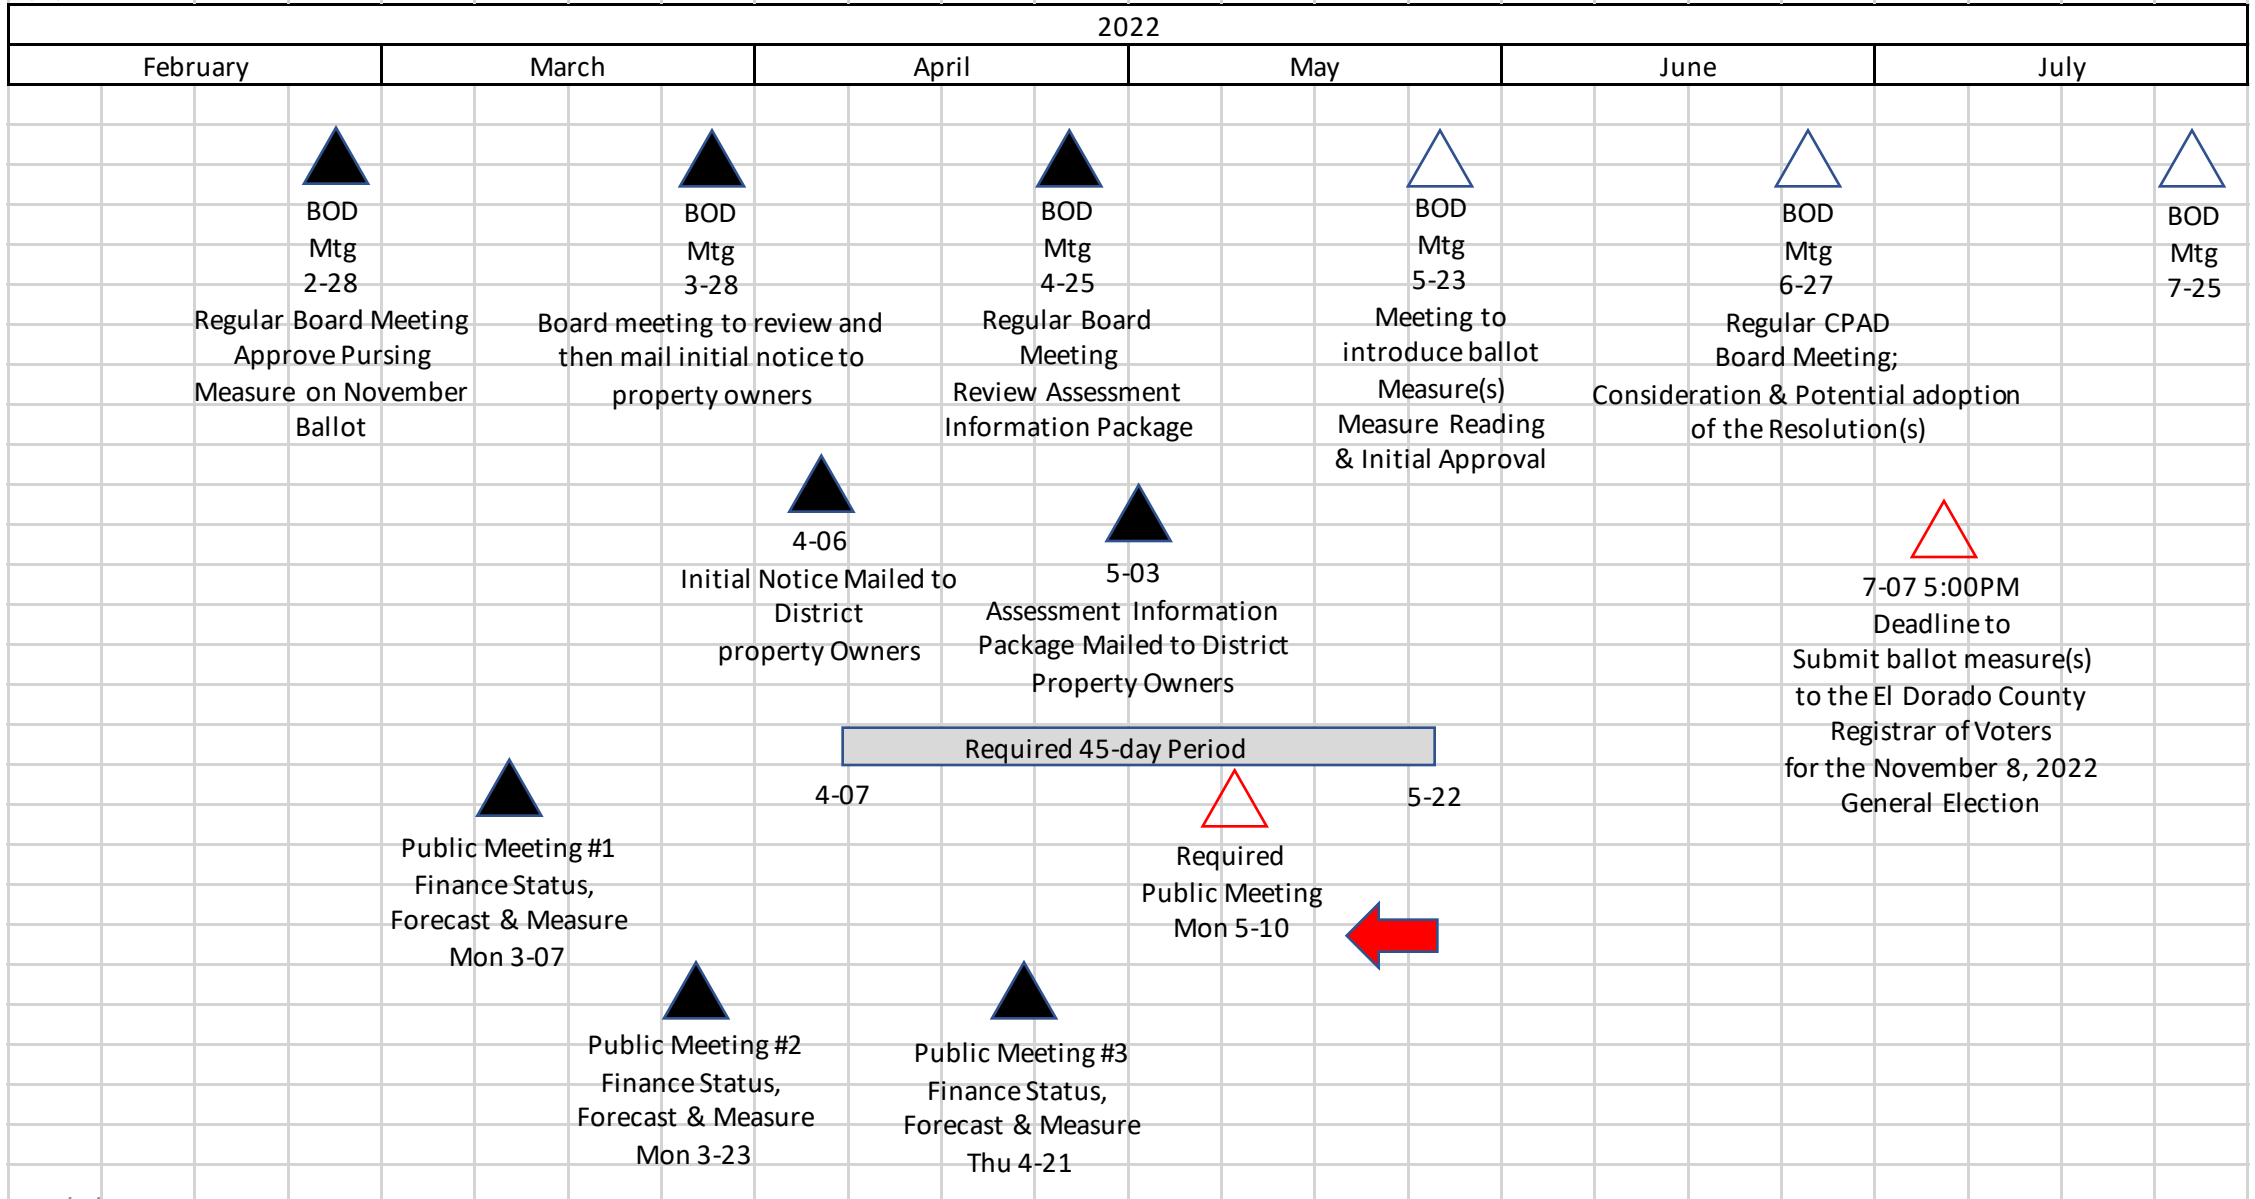 2022
February
March
April
May
June
July
BOD
Mtg
2-28
Regular Board Meeting
Approve Pursing
Measure on November
Ballot
BOD
Mtg
3-28
Board meeting to review and
then mail initial notice to
property owners
BOD
Mtg
4-25
Regular Board
Meeting
Review Assessment
Information Package
BOD
Mtg
5-23
Meeting to
introduce ballot
Measure(s)
Measure Reading
& Initial Approval
BOD
Mtg
6-27
Regular CPAD
Board Meeting;
Consideration & Potential adoption
of the Resolution(s)
BOD
Mtg
7-25
4-06
Initial Notice Mailed to
District
property Owners
5-03
Assessment Information
Package Mailed to District
Property Owners
7-07 5:00PM
Deadline to
Submit ballot measure(s)
to the El Dorado County
Registrar of Voters
for the November 8, 2022
General Election
Required 45-day Period
4-07
5-22
Public Meeting #1
Finance Status,
Forecast & Measure
Mon 3-07
Required
Public Meeting
Mon 5-10
Public Meeting #2
Finance Status,
Forecast & Measure
Mon 3-23
Public Meeting #3
Finance Status,
Forecast & Measure
Thu 4-21